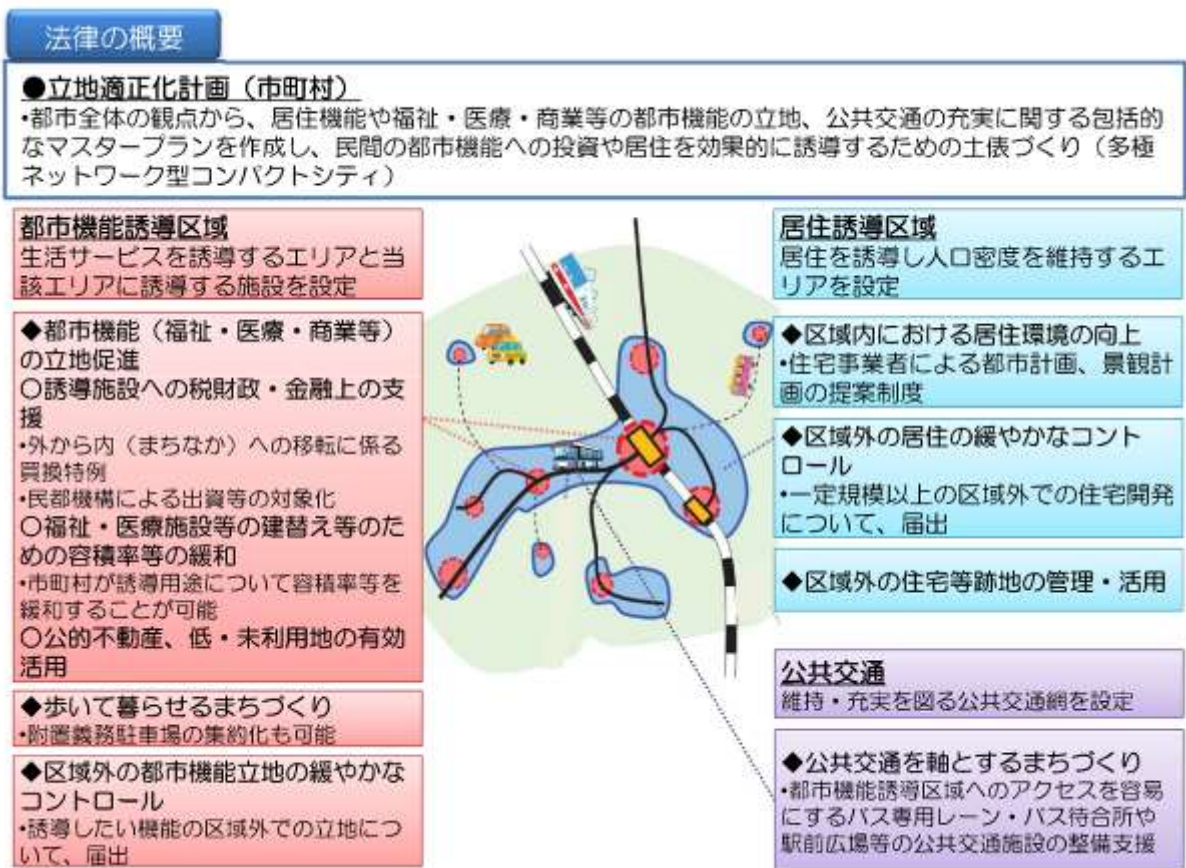 法律の概要
●立地適正化計画（市町村）
・都市全体の観点から、居住機能や福祉・医療・商業等の都市機能の立地、公共交通の充実に関する包括的
なマスタープランを作成し、民間の都市機能への投資や居住を効果的に誘導するための土俵づくり（多極
ネットワーク型コンパクトシティ）
都市機能誘導区域
生活サービスを誘導するエリアと当
該エリアに誘導する施設を設定
◆都市機能（福祉・医療・商業等）
の立地促進
○誘導施設への税財政・金融上の支
援
・外から内（まちなか）への移転に係る
買換特例
・民都機構による出資等の対象化
○福祉・医療施設等の建替え等のた
めの容積率等の緩和
・市町村が誘導用途について容積率等を
緩和することが可能
○公的不動産、低・未利用地の有効
活用
◆歩いて暮らせるまちづくり
・附置義務駐車場の集約化も可能
◆区域外の都市機能立地の緩やかな
コントロール
・誘導したい機能の区域外での立地につ
いて、届出
居住誘導区域
居住を誘導し人口密度を維持するエ
リアを設定
◆区域内における居住環境の向上
・住宅事業者による都市計画、景観計
画の提案制度
◆区域外の居住の緩やかなコント
ロール
・一定規模以上の区域外での住宅開発
について、届出
◆区域外の住宅等跡地の管理・活用
公共交通
維持・充実を図る公共交通網を設定
◆公共交通を軸とするまちづくり
・都市機能誘導区域へのアクセスを容易
にするバス専用レーン・バス待合所や
駅前広場等の公共交通施設の整備支援